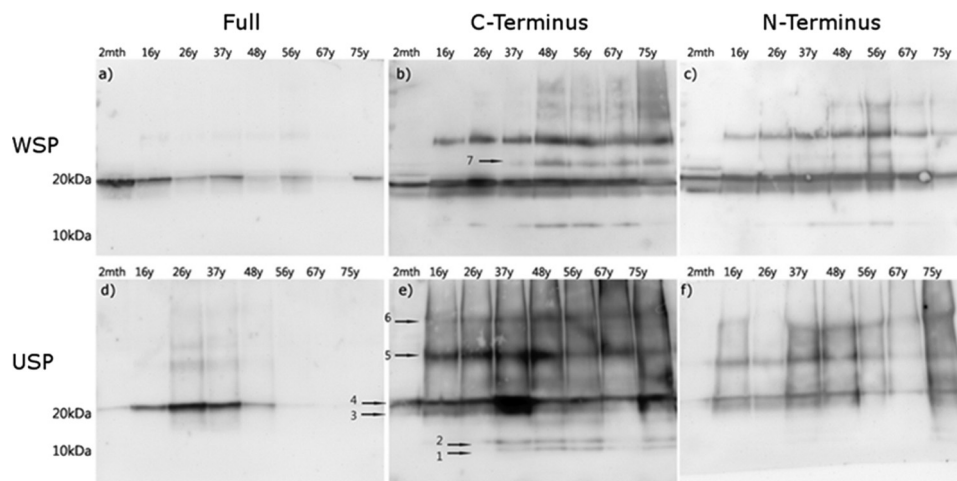 Full C-Terminus N-Terminus
2mth 16y 26y 37y 48y 56y 67y 75y 2mth 16y 26y 37y 48y 56y 67y 75y 2mth 16y 26y 37y 48y 56y 67y 75y
a) b) c)
WSP
7
20kDa
10kDa
2mth 16y 26y 37y 48y 56y 67y 75y 2mth 16y 26y 37y 48y 56y 67y 75y 2mth 16y 26y 37y 48y 56y 67y 75y
d) e) f)
6
USP
5
4
20kDa 3
2
10kDa
1